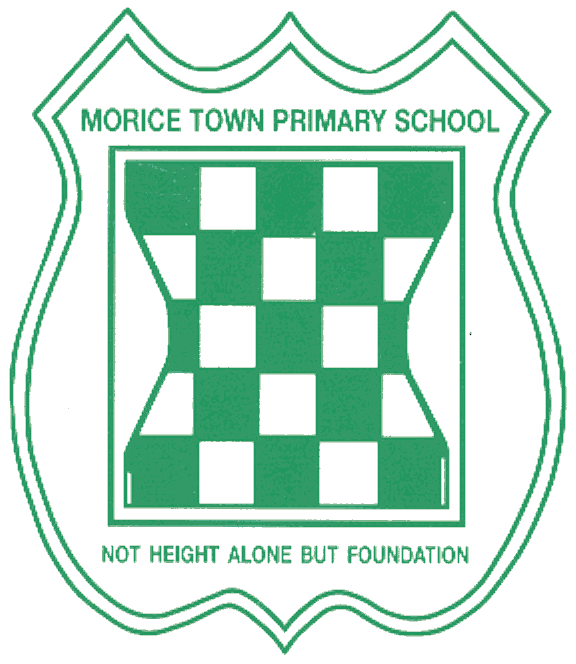 MORICE TOWN PRIMARY SCHOOL
NOT HEIGHT ALONE BUT FOUNDATION